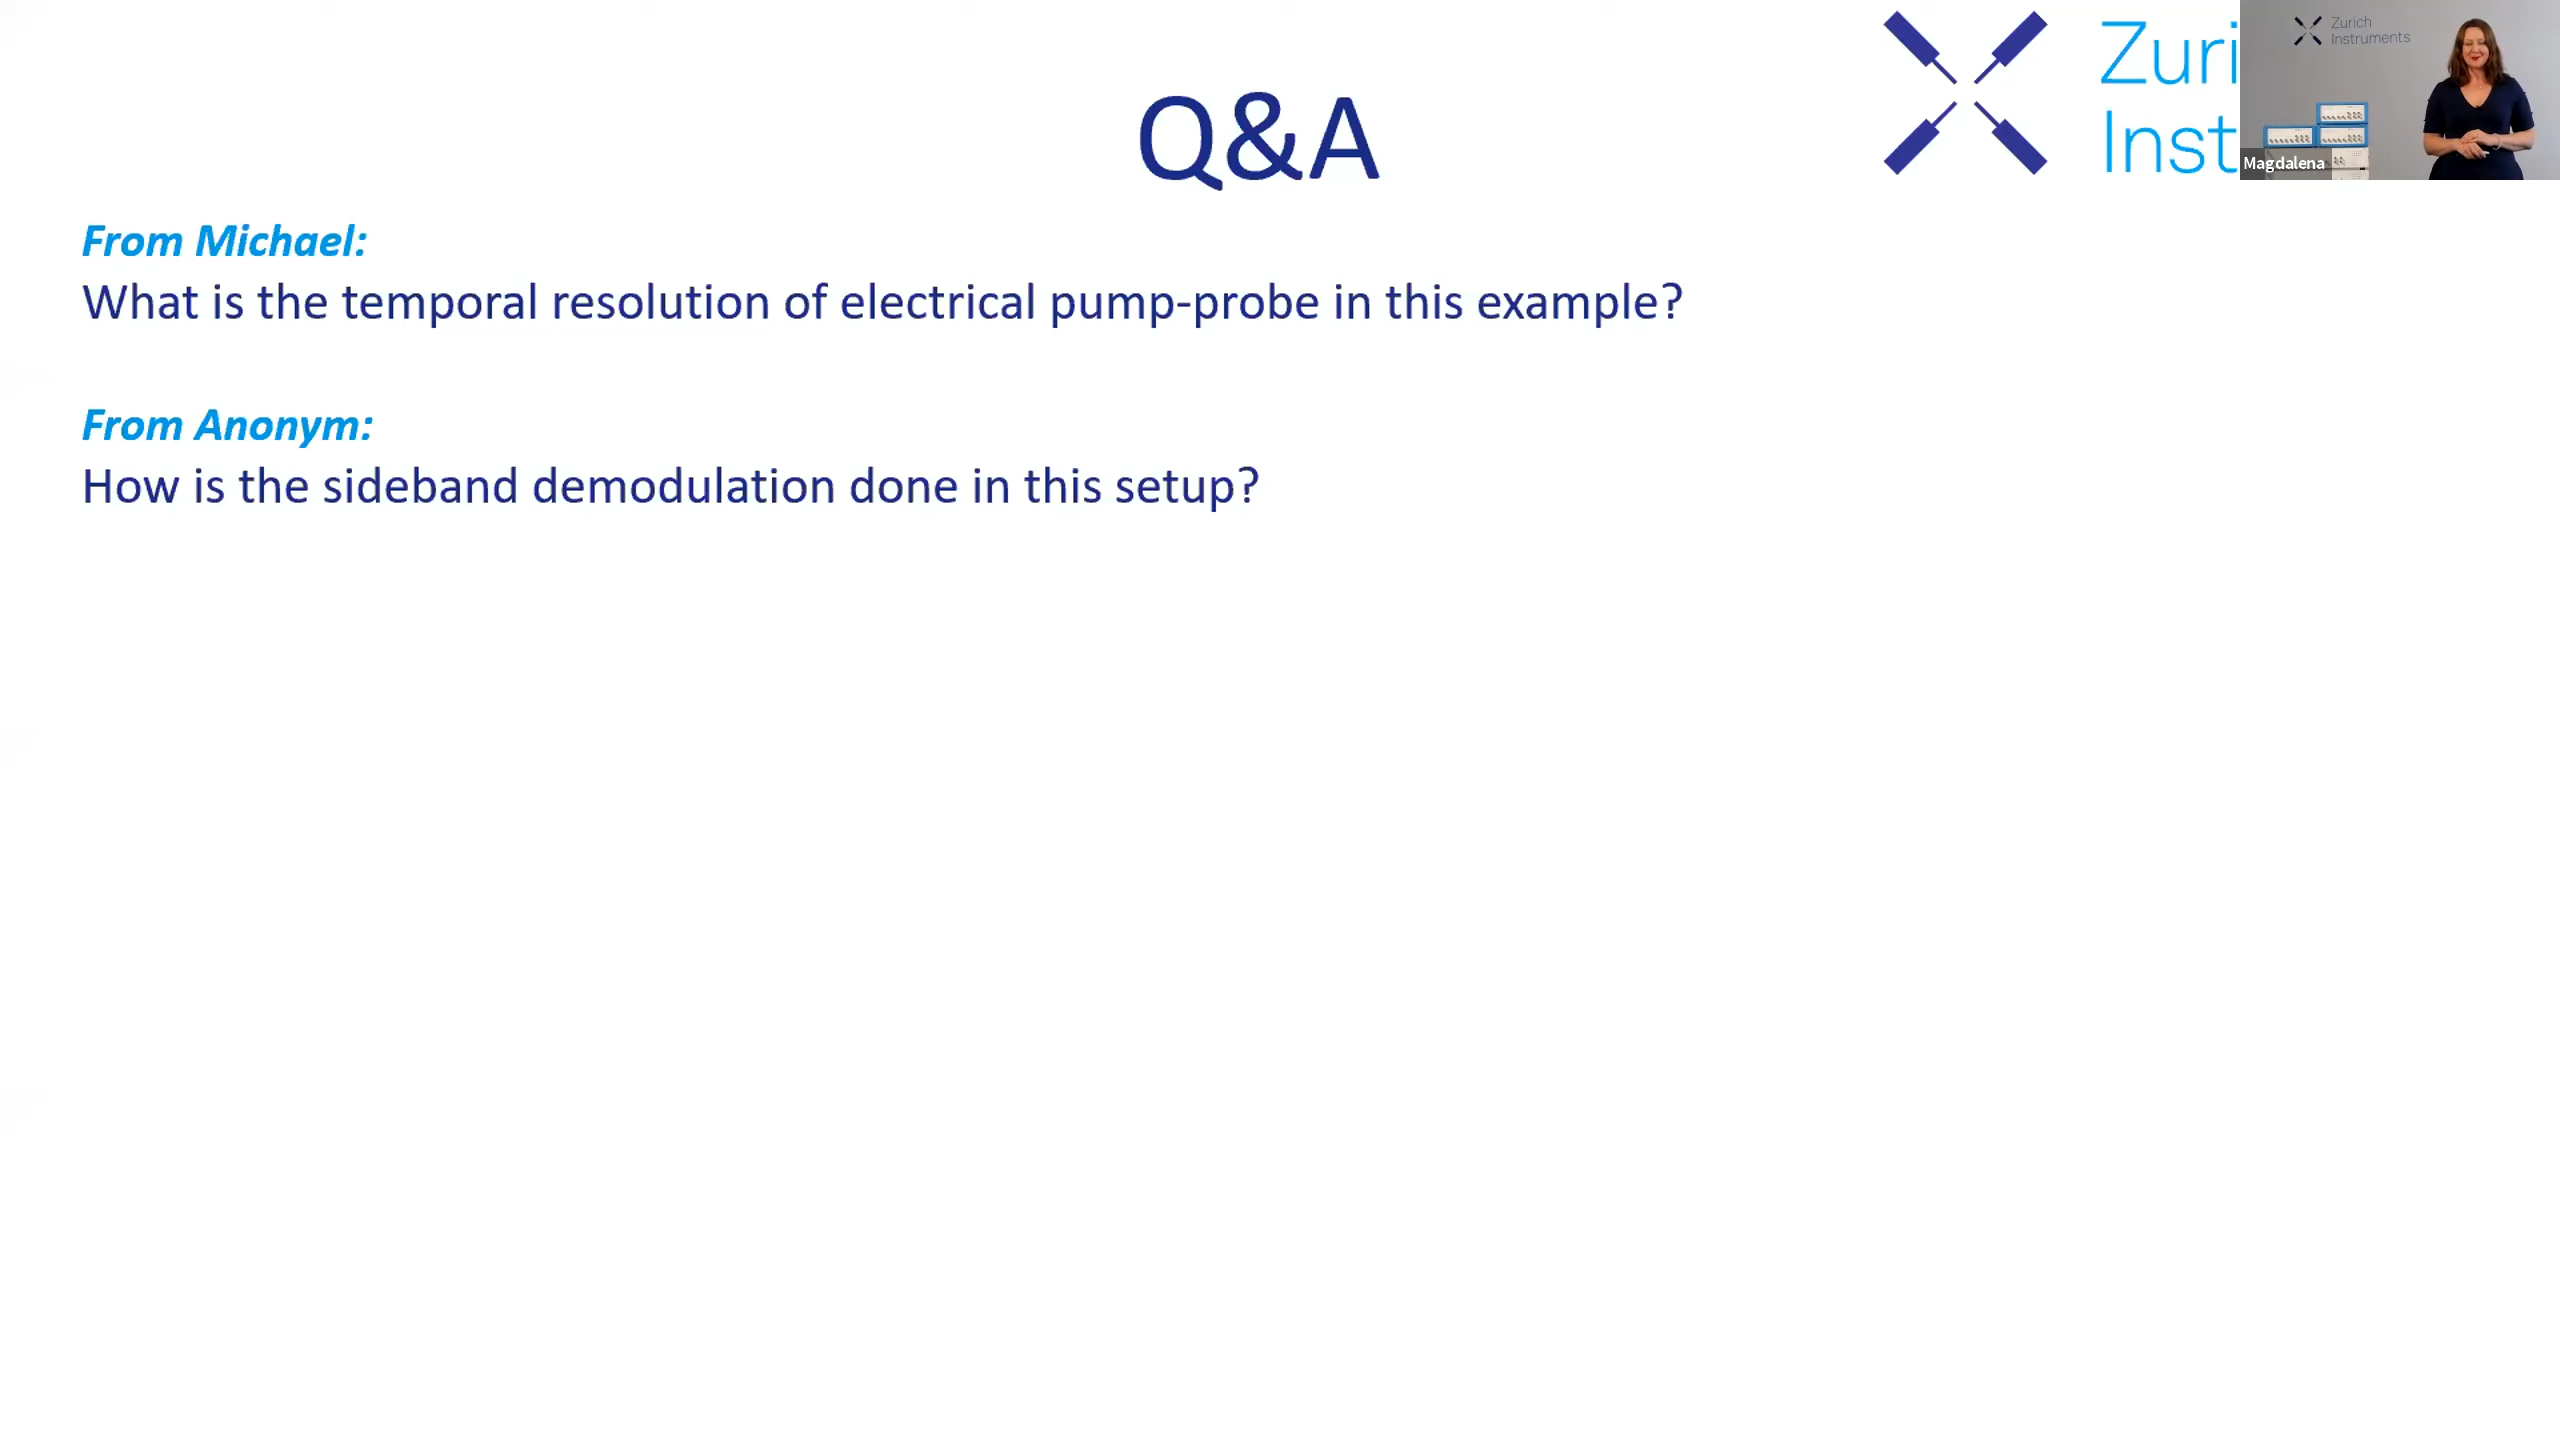 Q&A
Zuri
Inst
Zurich
Instruments
Magdalena
From Michael:
What is the temporal resolution of electrical pump-probe in this example?
From Anonym:
How is the sideband demodulation done in this setup?